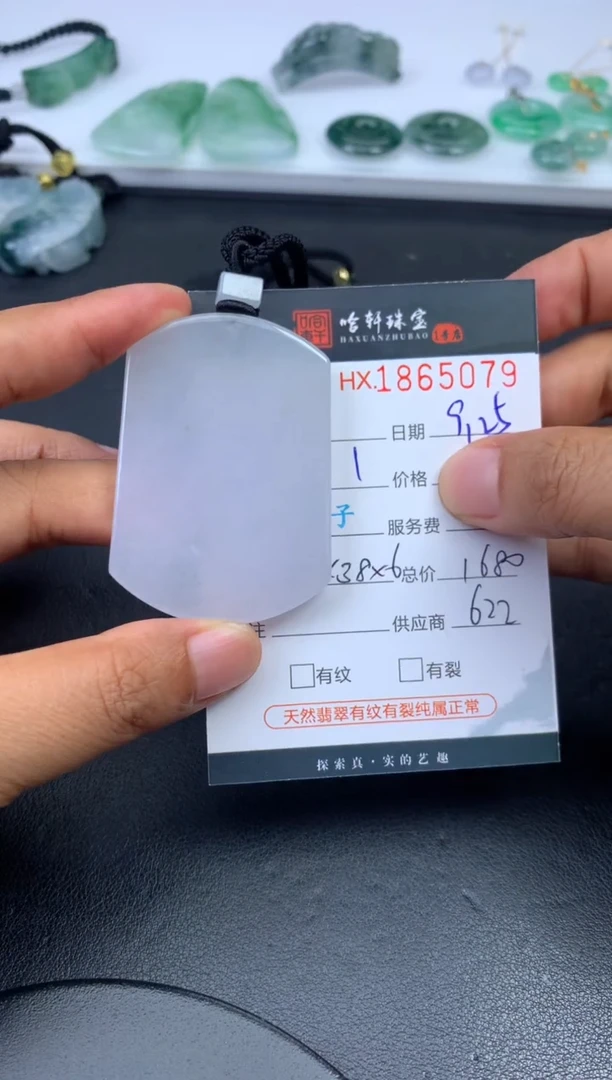 哈轩珠宝
HAXUANZHUBAO
HX.1865079
日期 9.25
1 价格
子 服务费
38×6 总价 1680
供应商 622
□有纹 □有裂
天然翡翠有纹有裂纯属正常
探索真·实的艺趣